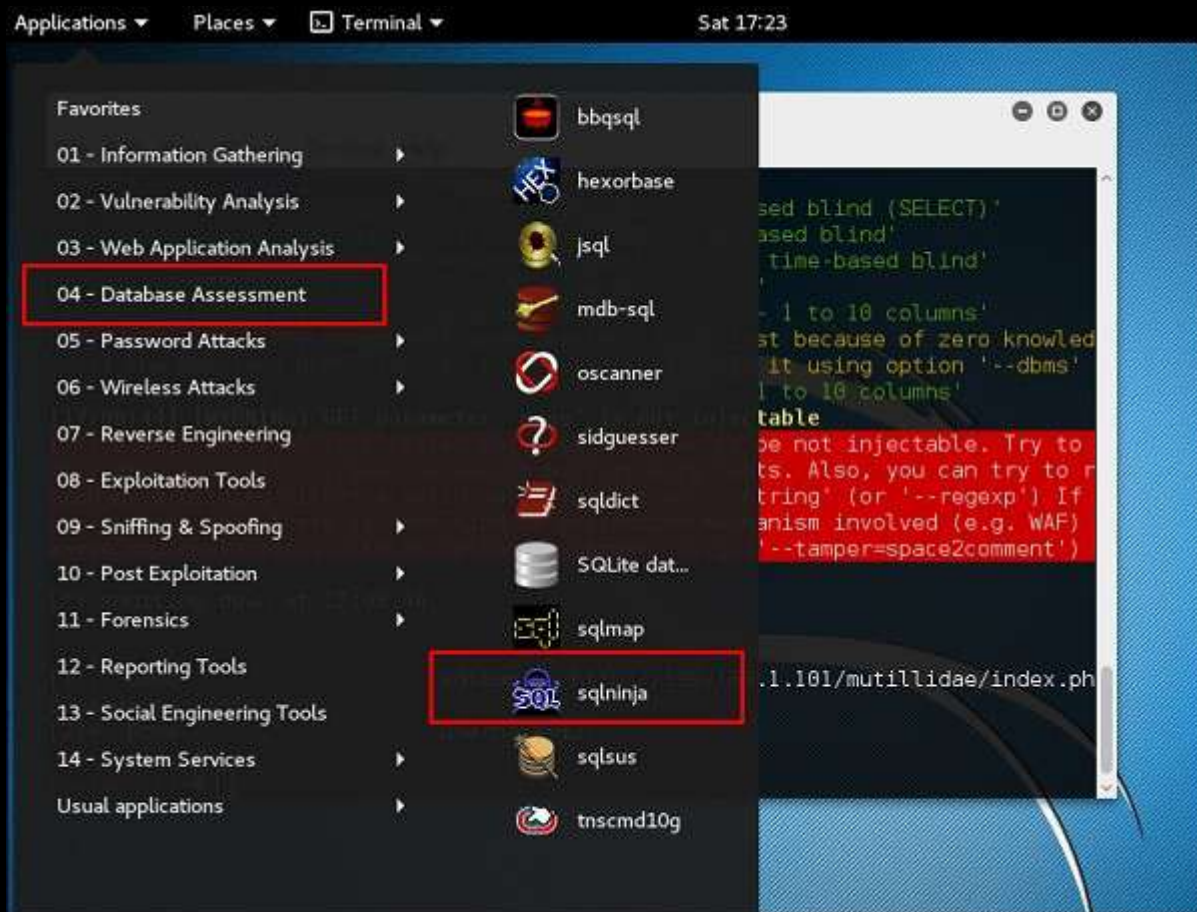 Applications Places Terminal Sat 17:23
Favorites
01 - Information Gathering
02 - Vulnerability Analysis
03 - Web Application Analysis
04 - Database Assessment
05 - Password Attacks
06 - Wireless Attacks
07 - Reverse Engineering
08 - Exploitation Tools
09 - Sniffing & Spoofing
10 - Post Exploitation
11 - Forensics
12 - Reporting Tools
13 - Social Engineering Tools
14 - System Services
Usual applications
bbqsql
hexorbase
jsql
mdb-sql
oscanner
sidguesser
sqldict
SQLite dat...
sqlmap
sqlninja
sqlsus
tnscmd10g
HEX
sql
SQL
sed blind (SELECT)'
ased blind'
time-based blind'
'
- 1 to 10 columns'
st because of zero knowled
it using option '--dbms'
1 to 10 columns'
table
be not injectable. Try to
ts. Also, you can try to r
tring' (or '--regexp') If
anism involved (e.g. WAF)
'--tamper=space2comment')
.1.101/mutillidae/index.ph